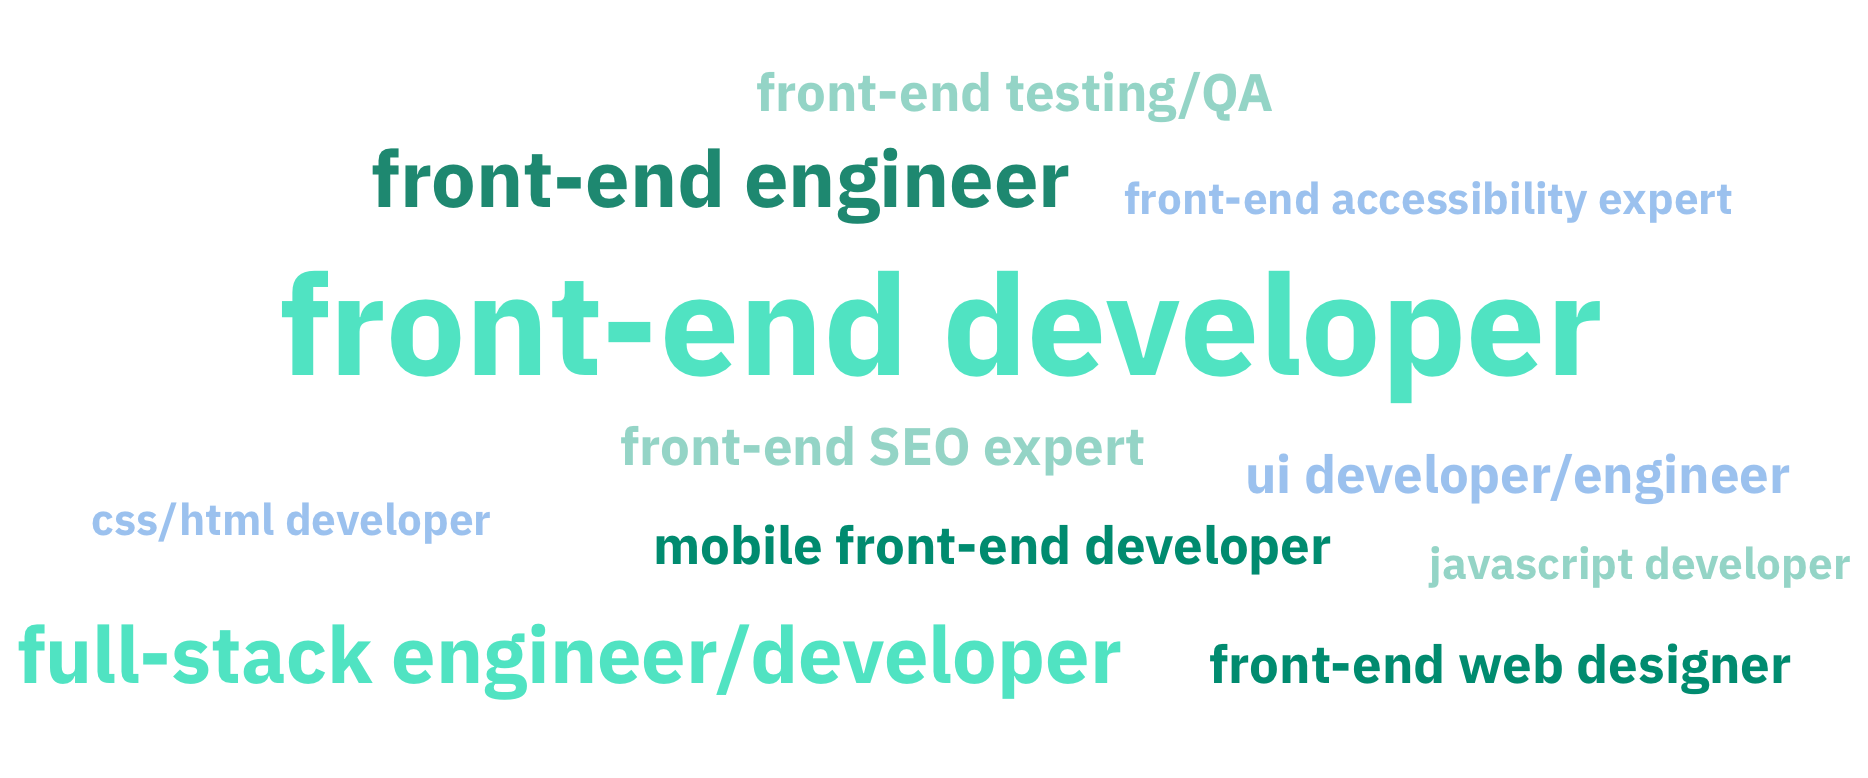 front-end testing/QA
front-end engineer
front-end accessibility expert
front-end developer
front-end SEO expert
ui developer/engineer
css/html developer
mobile front-end developer
javascript developer
full-stack engineer/developer
front-end web designer